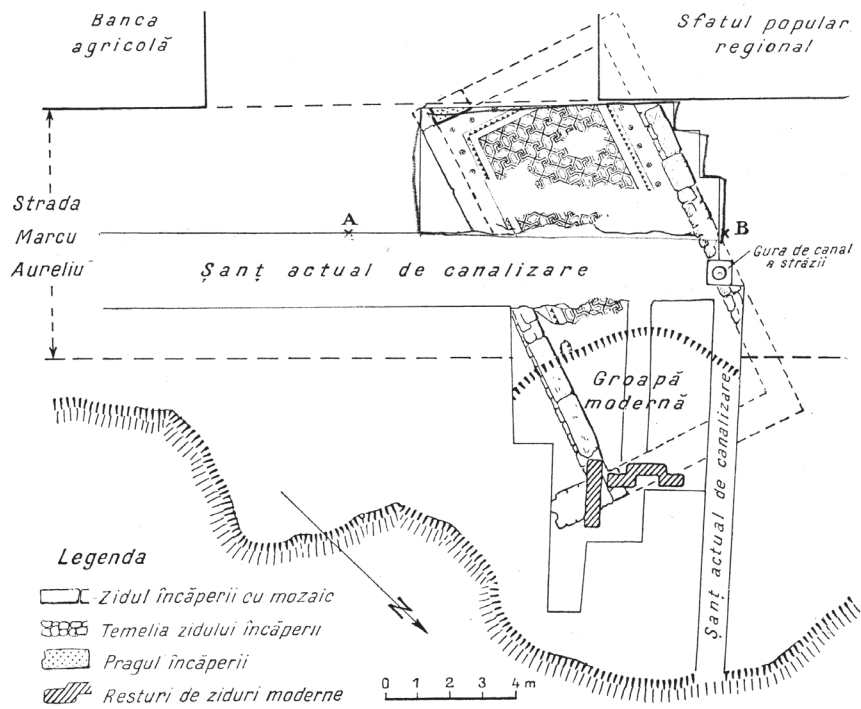 Banca
agricolă
Sfatul popular
regional
Strada
Marcu
Aureliu
A
B
Gura de canal
a străzii
Șanț actual de canalizare
Groapă
modernă
Șanț actual de canalizare
N
Legenda
Zidul încăperii cu mozaic
Temelia zidului încăperii
Pragul încăperii
Resturi de ziduri moderne
0 1 2 3 4 m